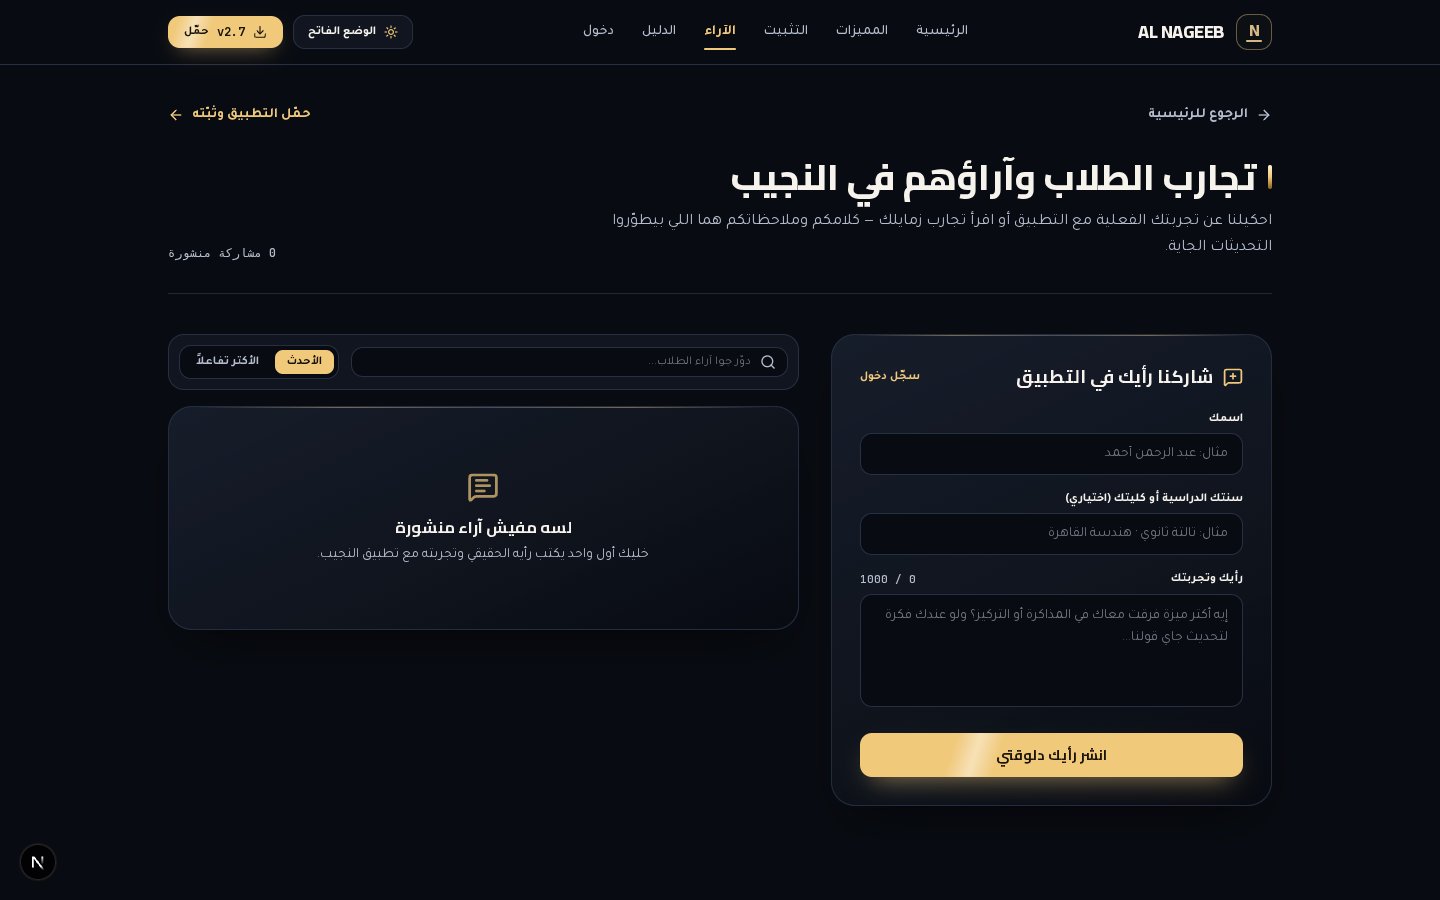 N
AL NAGEEB
الرئيسية
المميزات
التثبيت
الآراء
الدليل
دخول
الوضع الفاتح
حمّل v2.7
الرجوع للرئيسية
حمّل التطبيق وثبّته
تجارب الطلاب وآراؤهم في النجيب
احكيلنا عن تجربتك الفعلية مع التطبيق أو اقرأ تجارب زمايلك – كلامكم وملاحظاتكم هما اللي بيطوّروا
التحديثات الجاية.
0 مشاركة منشورة
شاركنا رأيك في التطبيق
سجّل دخول
اسمك
مثال: عبد الرحمن أحمد
سنتك الدراسية أو كليتك (اختياري)
مثال: تالتة ثانوي · هندسة القاهرة
رأيك وتجربتك
0 / 1000
إيه أكتر ميزة فرقت معاك في المذاكرة أو التركيز؟ ولو عندك فكرة
لتحديث جاي قولنا...
انشر رأيك دلوقتي
دوّر جوا آراء الطلاب...
الأحدث
الأكثر تفاعلاً
لسه مفيش آراء منشورة
خليك أول واحد يكتب رأيه الحقيقي وتجربته مع تطبيق النجيب.
N